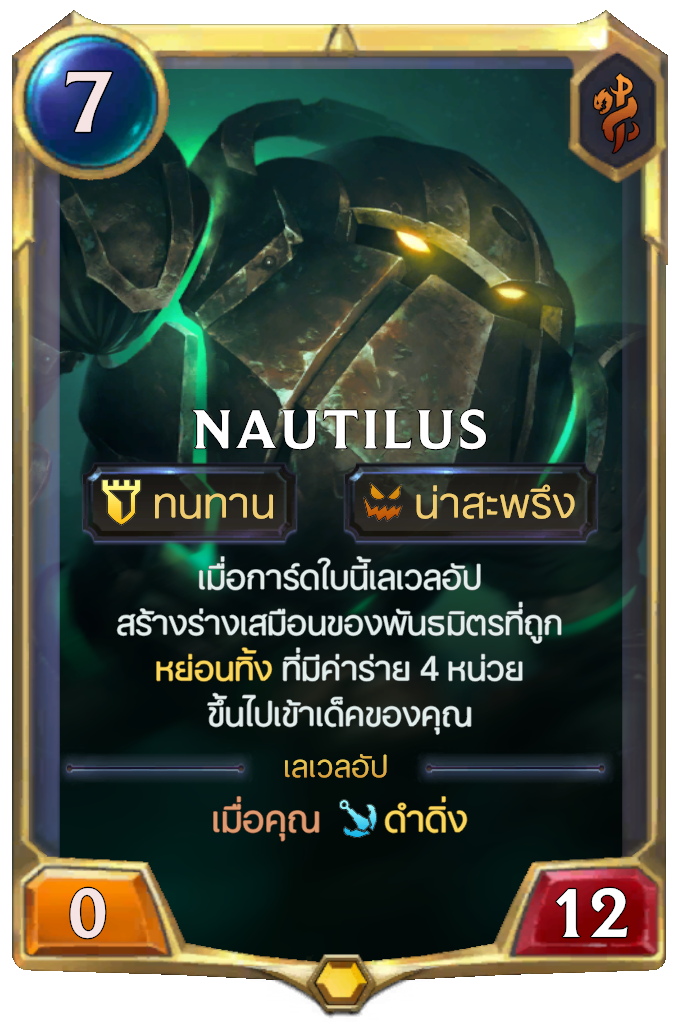 7
NAUTILUS
ทนทาน
น่าสะพรึง
เมื่อการ์ดใบนี้เลเวลอัป
สร้างร่างเสมือนของพันธมิตรที่ถูก
หย่อนทิ้ง ที่มีค่าร่าย 4 หน่วย
ขึ้นไปเข้าเด็คของคุณ
เลเวลอัป
เมื่อคุณ ดำดิ่ง
0
12